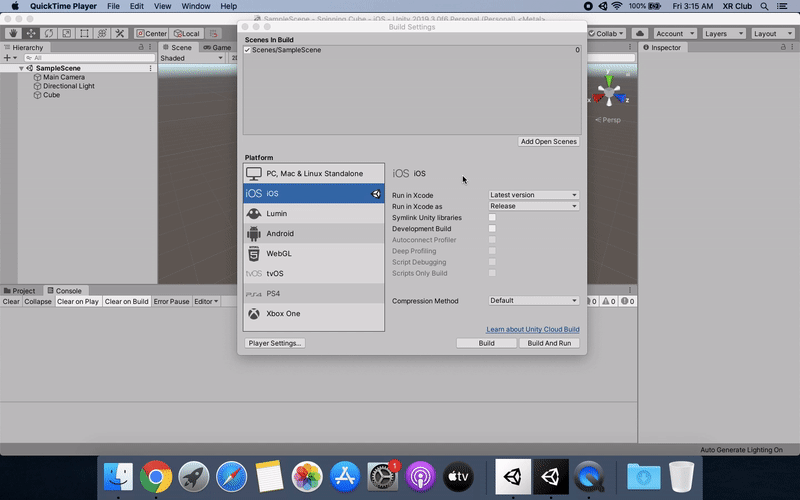 QuickTime Player File Edit View Window Help 100% Fri 3:15 AM XR Club
SampleScene - Spinning Cube - iOS - Unity 2019.3.0f6 Personal (Personal) <Metal>
Build Settings
Center Local Collab Account Layers Layout
Hierarchy Scene Game Inspector
All Shaded
SampleScene
Main Camera
Directional Light
Cube
Persp
Scenes In Build
Scenes/SampleScene 0
Add Open Scenes
Platform
PC, Mac & Linux Standalone
iOS iOS
Lumin
Android
WebGL
tvOS tvOS
PS4
Xbox One
iOS iOS
Run in Xcode Latest version
Run in Xcode as Release
Symlink Unity libraries
Development Build
Autoconnect Profiler
Deep Profiling
Script Debugging
Scripts Only Build
Compression Method Default
Learn about Unity Cloud Build
Player Settings... Build Build And Run
Project Console
Clear Collapse Clear on Play Clear on Build Error Pause Editor 0 0 0
Auto Generate Lighting On
1
tv